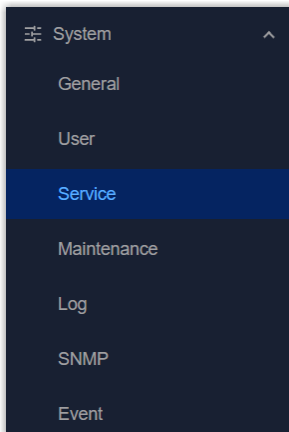 System
General
User
Service
Maintenance
Log
SNMP
Event